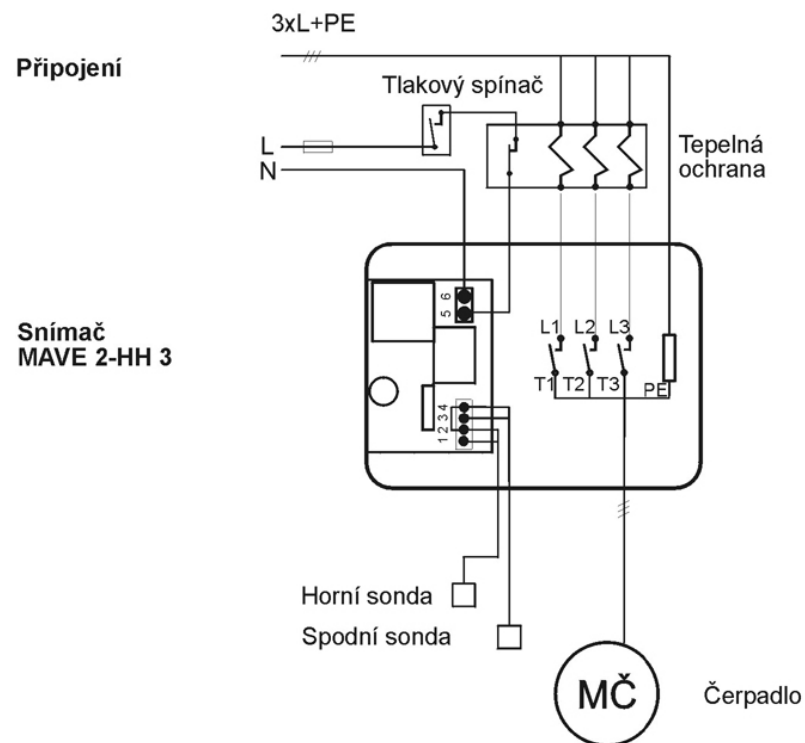 3xL+PE
Připojení
Tlakový spínač
L
N
Tepelná
ochrana
Snímač
MAVE 2-HH 3
5 6
L1 L2 L3
T1 T2 T3 PE
1 2 3 4
Horní sonda
Spodní sonda
MČ
Čerpadlo